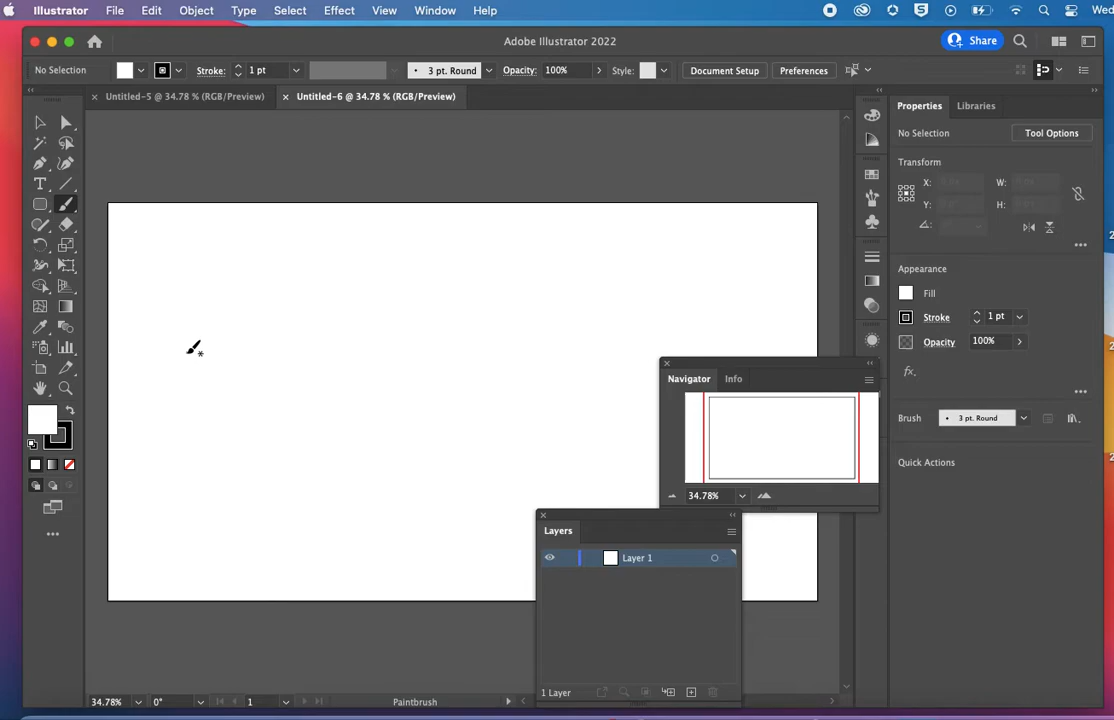 Illustrator File Edit Object Type Select Effect View Window Help Wed
Adobe Illustrator 2022
Share
No Selection Stroke: 1 pt 3 pt. Round Opacity: 100% Style: Document Setup Preferences
Untitled-5 @ 34.78 % (RGB/Preview) Untitled-6 @ 34.78 % (RGB/Preview)
Properties Libraries
No Selection Tool Options
Transform
X: W:
Y: H:
Appearance
Fill
Stroke 1 pt
Opacity 100%
fx.
Brush 3 pt. Round
Quick Actions
Navigator Info
34.78%
Layers
Layer 1
1 Layer
34.78% 0° 1 Paintbrush